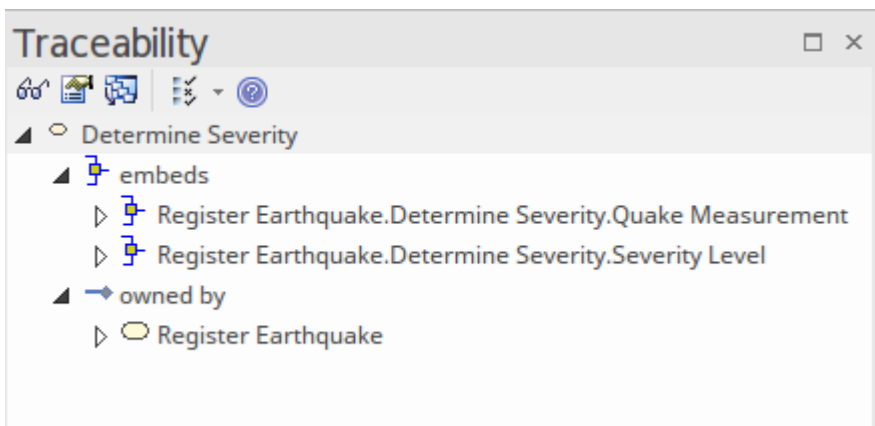 Traceability
Determine Severity
embeds
Register Earthquake.Determine Severity.Quake Measurement
Register Earthquake.Determine Severity.Severity Level
owned by
Register Earthquake